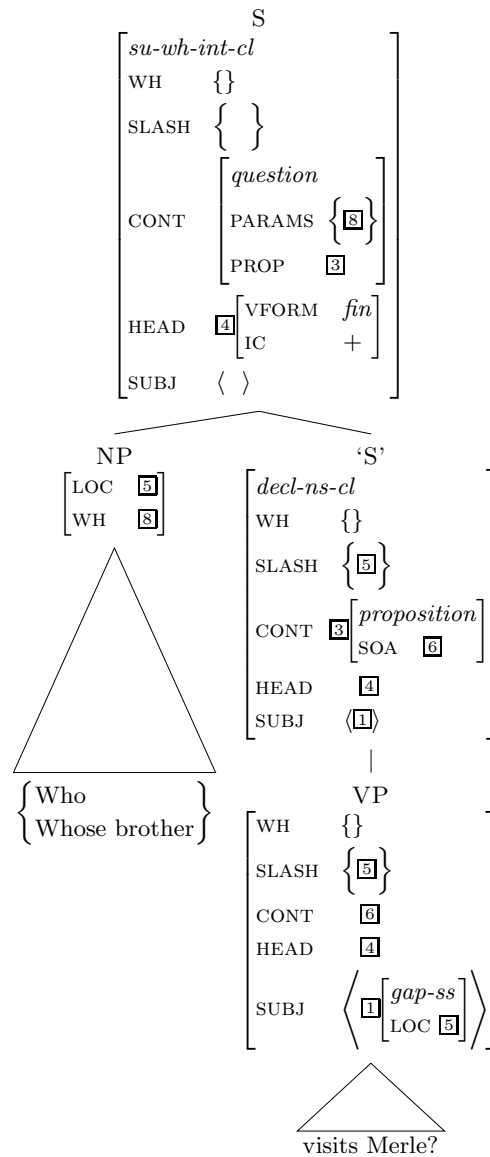 S
su-wh-int-cl
WH {}
SLASH { }
question
CONT PARAMS {8}
PROP 3
HEAD 4 VFORM fin
IC +
SUBJ ⟨ ⟩
NP ‘S’
LOC 5
WH 8
decl-ns-cl
WH {}
SLASH {5}
CONT 3 proposition
SOA 6
HEAD 4
SUBJ ⟨1⟩
Who
Whose brother
VP
WH {}
SLASH {5}
CONT 6
HEAD 4
SUBJ ⟨1 gap-ss
LOC 5⟩
visits Merle?